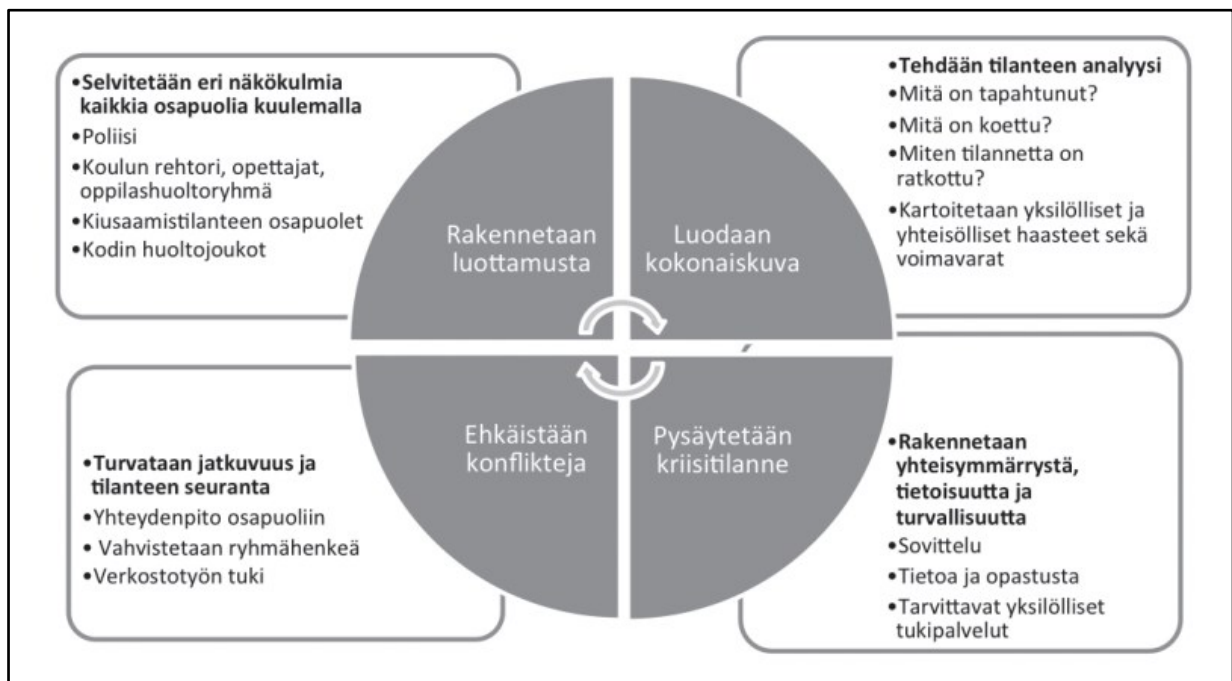 •Selvitetään eri näkökulmia
kaikkia osapuolia kuulemalla
•Poliisi
•Koulun rehtori, opettajat,
oppilashuoltoryhmä
•Kiusaamistilanteen osapuolet
•Kodin huoltojoukot
Rakennetaan
luottamusta
Luodaan
kokonaiskuva
•Tehdään tilanteen analyysi
•Mitä on tapahtunut?
•Mitä on koettu?
•Miten tilannetta on
ratkottu?
•Kartoitetaan yksilölliset ja
yhteisölliset haasteet sekä
voimavarat
•Turvataan jatkuvuus ja
tilanteen seuranta
•Yhteydenpito osapuoliin
• Vahvistetaan ryhmähenkeä
•Verkostotyön tuki
Ehkäistään
konflikteja
Pysäytetään
kriisitilanne
•Rakennetaan
yhteisymmärrystä,
tietoisuutta ja
turvallisuutta
•Sovittelu
•Tietoa ja opastusta
•Tarvittavat yksilölliset
tukipalvelut